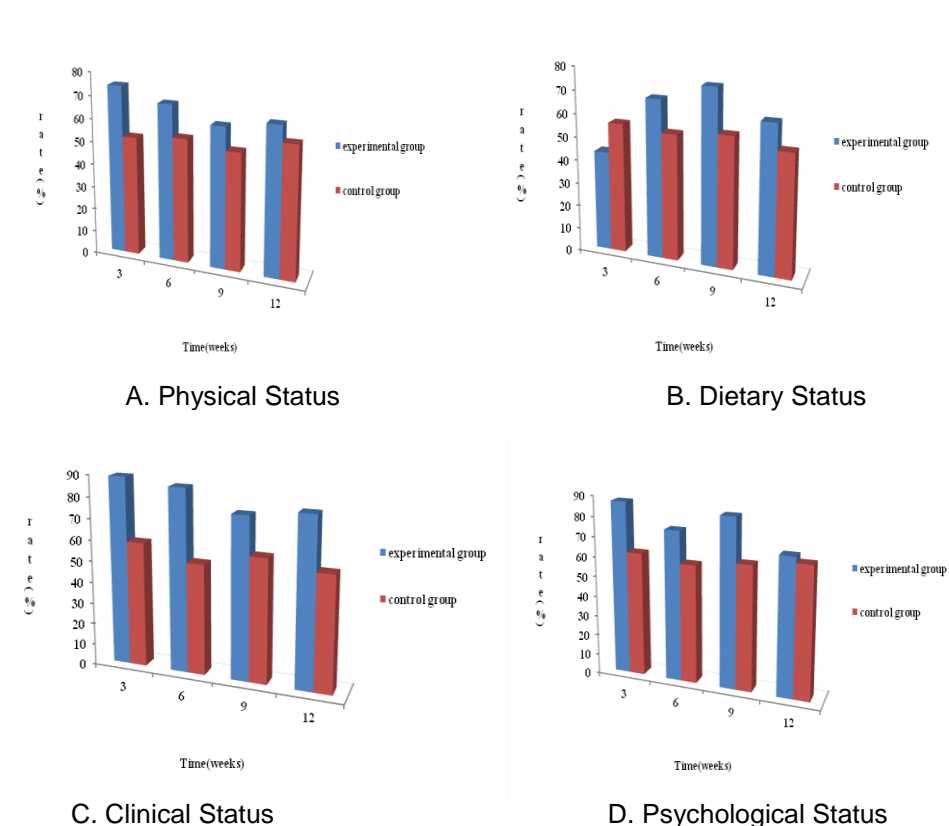 80
70
60
50
40
30
20
10
0
rate(%)
3
6
9
12
Time(weeks)
experimental group
control group
A. Physical Status
80
70
60
50
40
30
20
10
0
rate(%)
3
6
9
12
Time(weeks)
experimental group
control group
B. Dietary Status
90
80
70
60
50
40
30
20
10
0
rate(%)
3
6
9
12
Time(weeks)
experimental group
control group
C. Clinical Status
90
80
70
60
50
40
30
20
10
0
rate(%)
3
6
9
12
Time(weeks)
experimental group
control group
D. Psychological Status